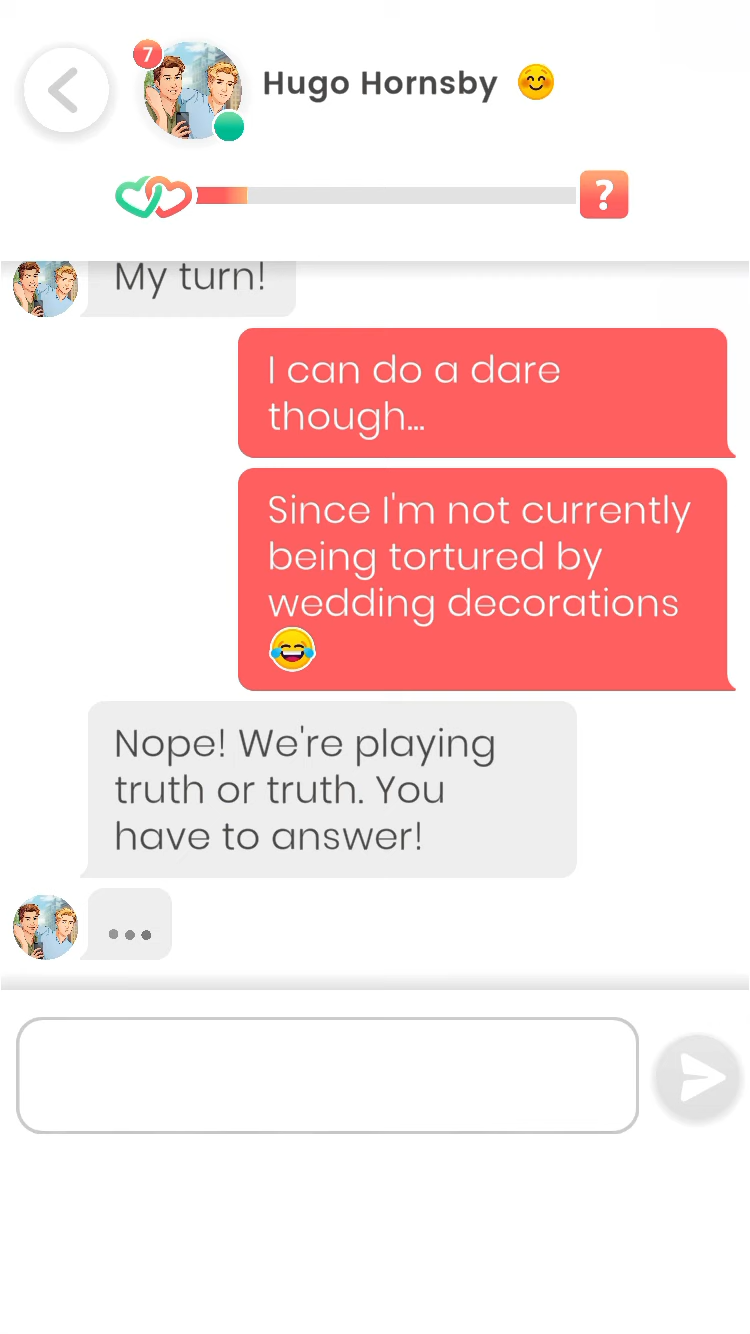 7
Hugo Hornsby 😊
?
My turn!
I can do a dare
though...
Since I'm not currently
being tortured by
wedding decorations
😂
Nope! We're playing
truth or truth. You
have to answer!
...